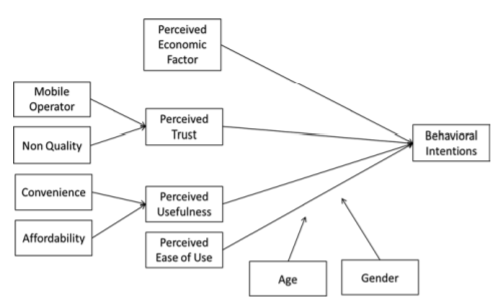 Perceived
Economic
Factor
Mobile
Operator
Non Quality
Perceived
Trust
Behavioral
Intentions
Convenience
Affordability
Perceived
Usefulness
Perceived
Ease of Use
Age
Gender